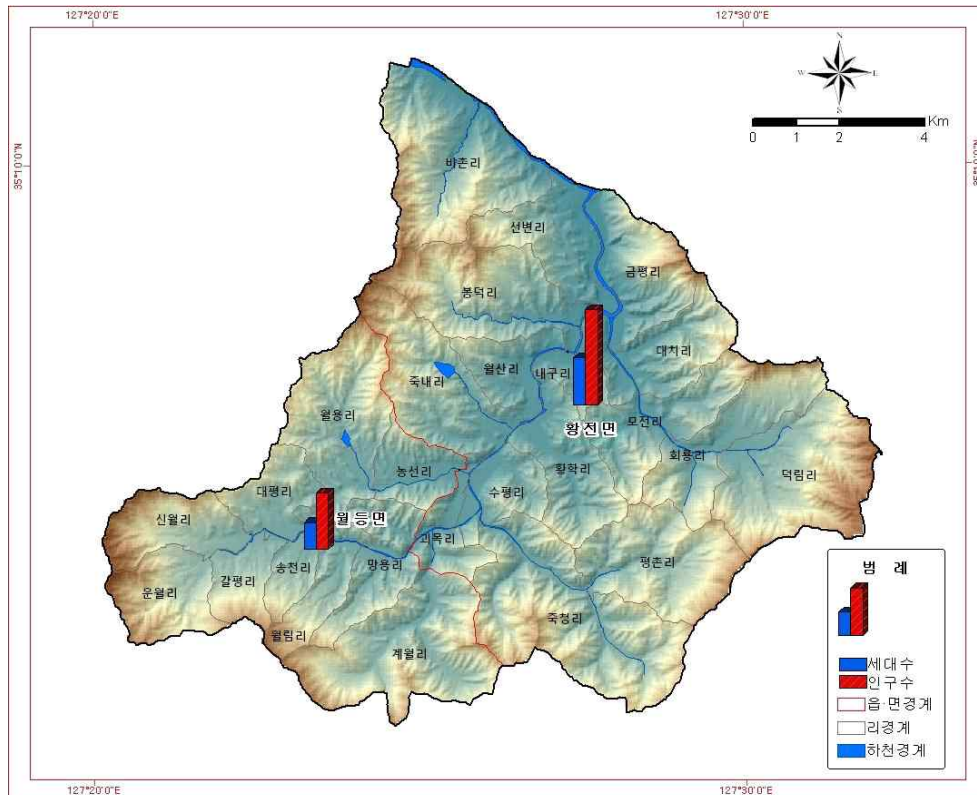 127°20'0"E
127°30'0"E
N
W
E
S
Km
0
1
2
4
35°10'0"N
35°10'0"N
비촌리
선변리
금평리
봉덕리
대치리
월산리
내구리
죽내리
월용리
모전리
황전면
회용리
농선리
황학리
덕림리
대평리
수평리
신월리
월등면
괴목리
송천리
망용리
평촌리
갈평리
운월리
죽청리
월림리
계월리
범 례
세대수
인구수
읍·면경계
리경계
하천경계
127°20'0"E
127°30'0"E